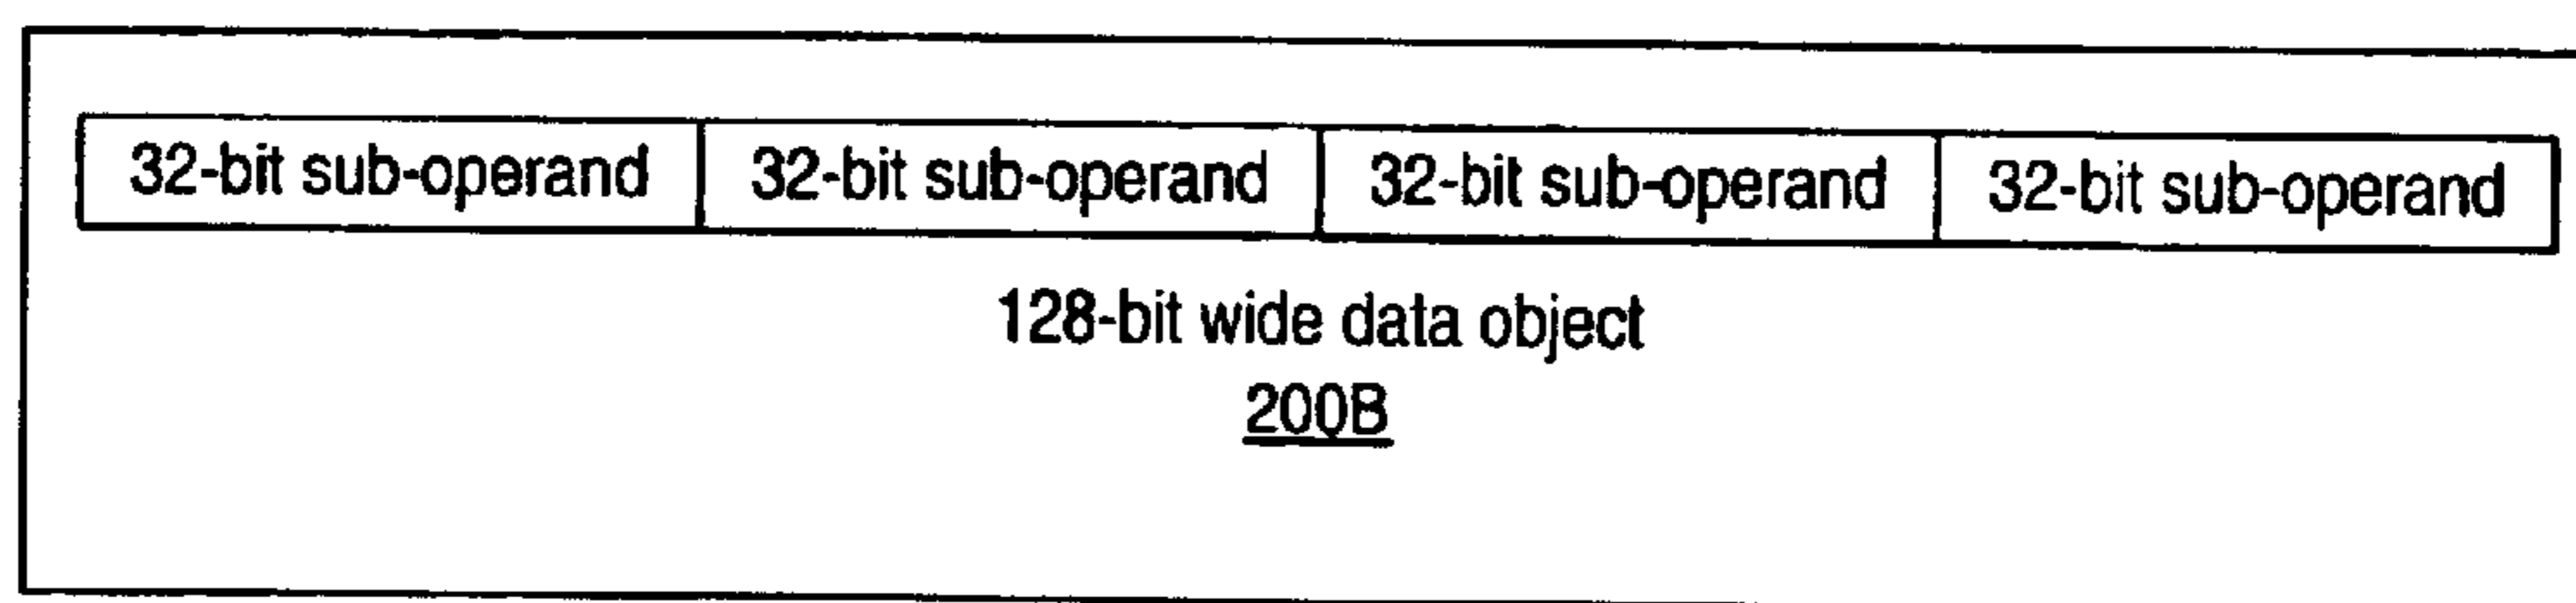 32-bit sub-operand 32-bit sub-operand 32-bit sub-operand 32-bit sub-operand
128-bit wide data object
200B